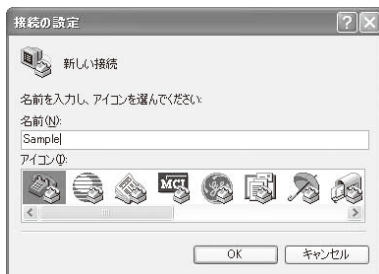 接続の設定
新しい接続
名前を入力し、アイコンを選んでください:
名前(N):
Sample
アイコン(I):
MCI
OK キャンセル